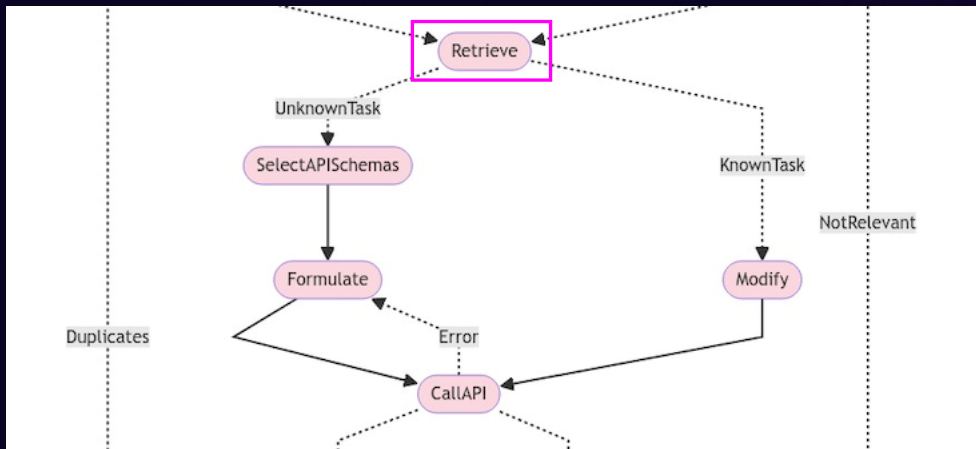 Retrieve
UnknownTask
SelectAPISchemas
KnownTask
NotRelevant
Formulate
Modify
Duplicates
Error
CallAPI